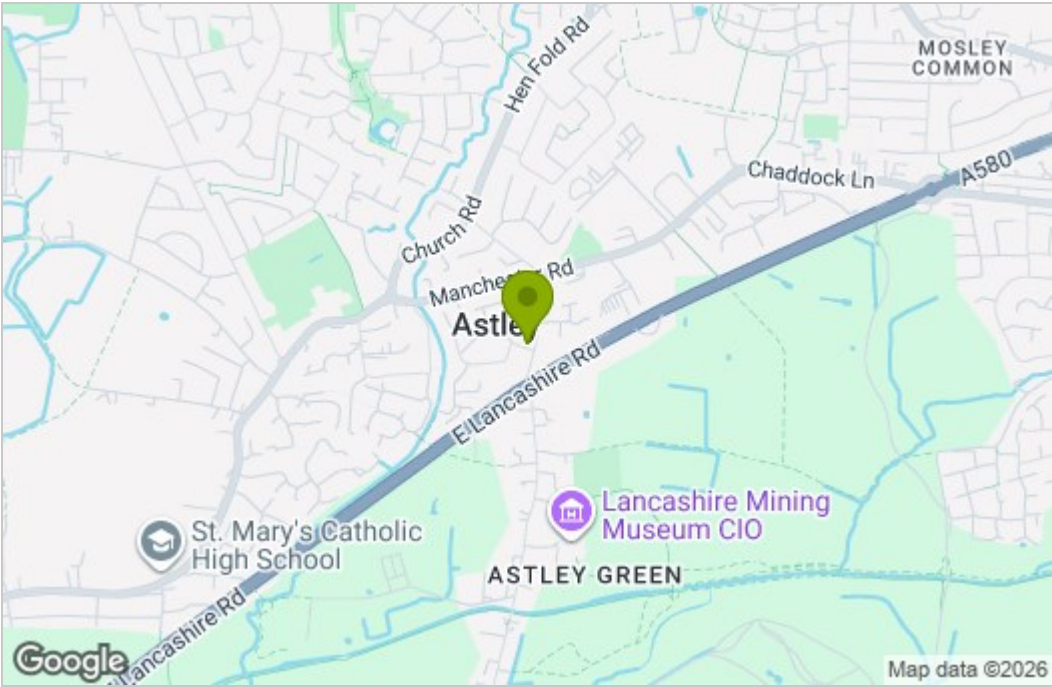 Hen Fold Rd
MOSLEY
COMMON
Chaddock Ln
A580
Church Rd
Manchester Rd
Astley
E Lancashire Rd
Lancashire Mining
Museum CIO
St. Mary's Catholic
High School
ASTLEY GREEN
Lancashire Rd
Google
Map data ©2026